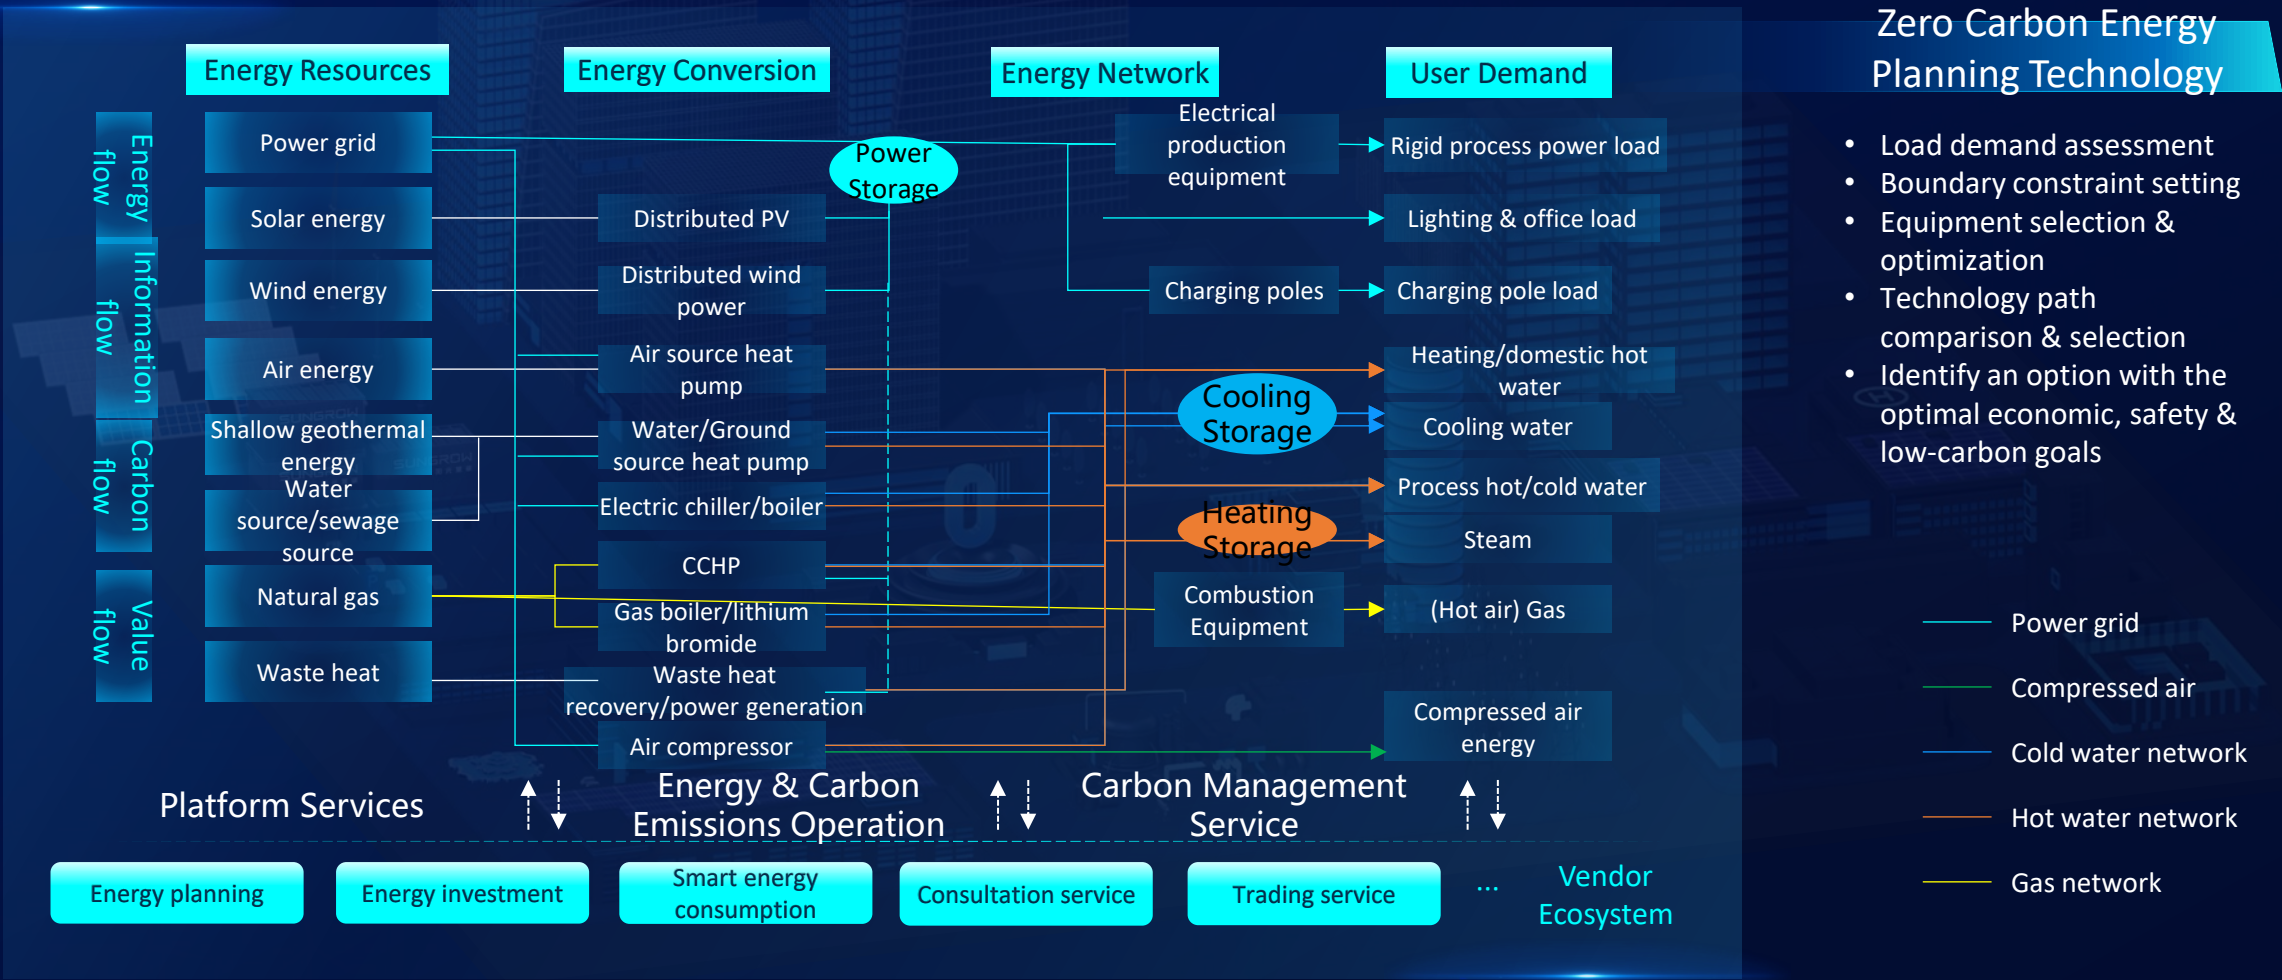 Zero Carbon Energy
Planning Technology
Energy Resources
Energy Conversion
Energy Network
User Demand
Energy
flow
Information
flow
Carbon
flow
Value
flow
Power grid
Solar energy
Wind energy
Air energy
Shallow geothermal
energy
Water
source/sewage
source
Natural gas
Waste heat
Distributed PV
Distributed wind
power
Air source heat
pump
Water/Ground
source heat pump
Electric chiller/boiler
CCHP
Gas boiler/lithium
bromide
Waste heat
recovery/power generation
Air compressor
Power
Storage
Electrical
production
equipment
Charging poles
Cooling
Storage
Heating
Storage
Combustion
Equipment
Rigid process power load
Lighting & office load
Charging pole load
Heating/domestic hot
water
Cooling water
Process hot/cold water
Steam
(Hot air) Gas
Compressed air
energy
• Load demand assessment
• Boundary constraint setting
• Equipment selection &
optimization
• Technology path
comparison & selection
• Identify an option with the
optimal economic, safety &
low-carbon goals
Power grid
Compressed air
Cold water network
Hot water network
Gas network
Platform Services
Energy & Carbon
Emissions Operation
Carbon Management
Service
Energy planning
Energy investment
Smart energy
consumption
Consultation service
Trading service
...
Vendor
Ecosystem
SUNGROW
SUNGROW